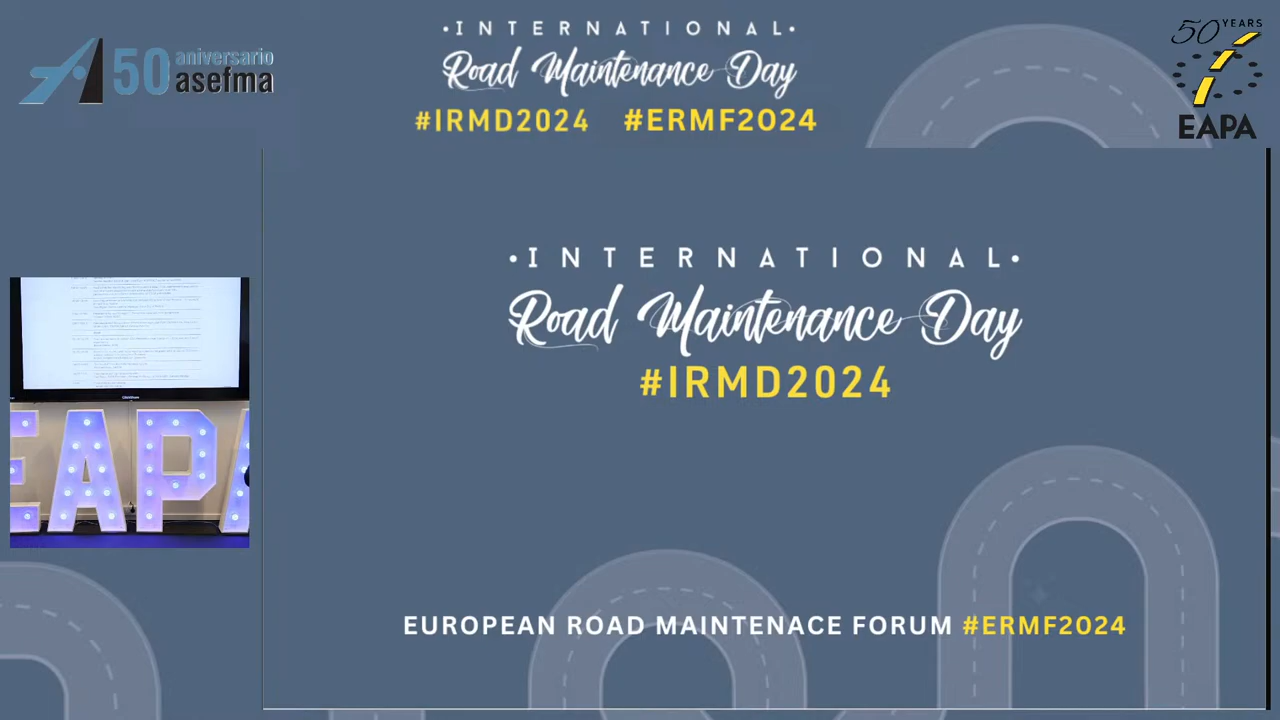 50 aniversario
asefma
·INTERNATIONAL·
Road Maintenance Day
#IRMD2024 #ERMF2024
50 YEARS
EAPA
·INTERNATIONAL·
Road Maintenance Day
#IRMD2024
EAPA
EUROPEAN ROAD MAINTENACE FORUM #ERMF2024